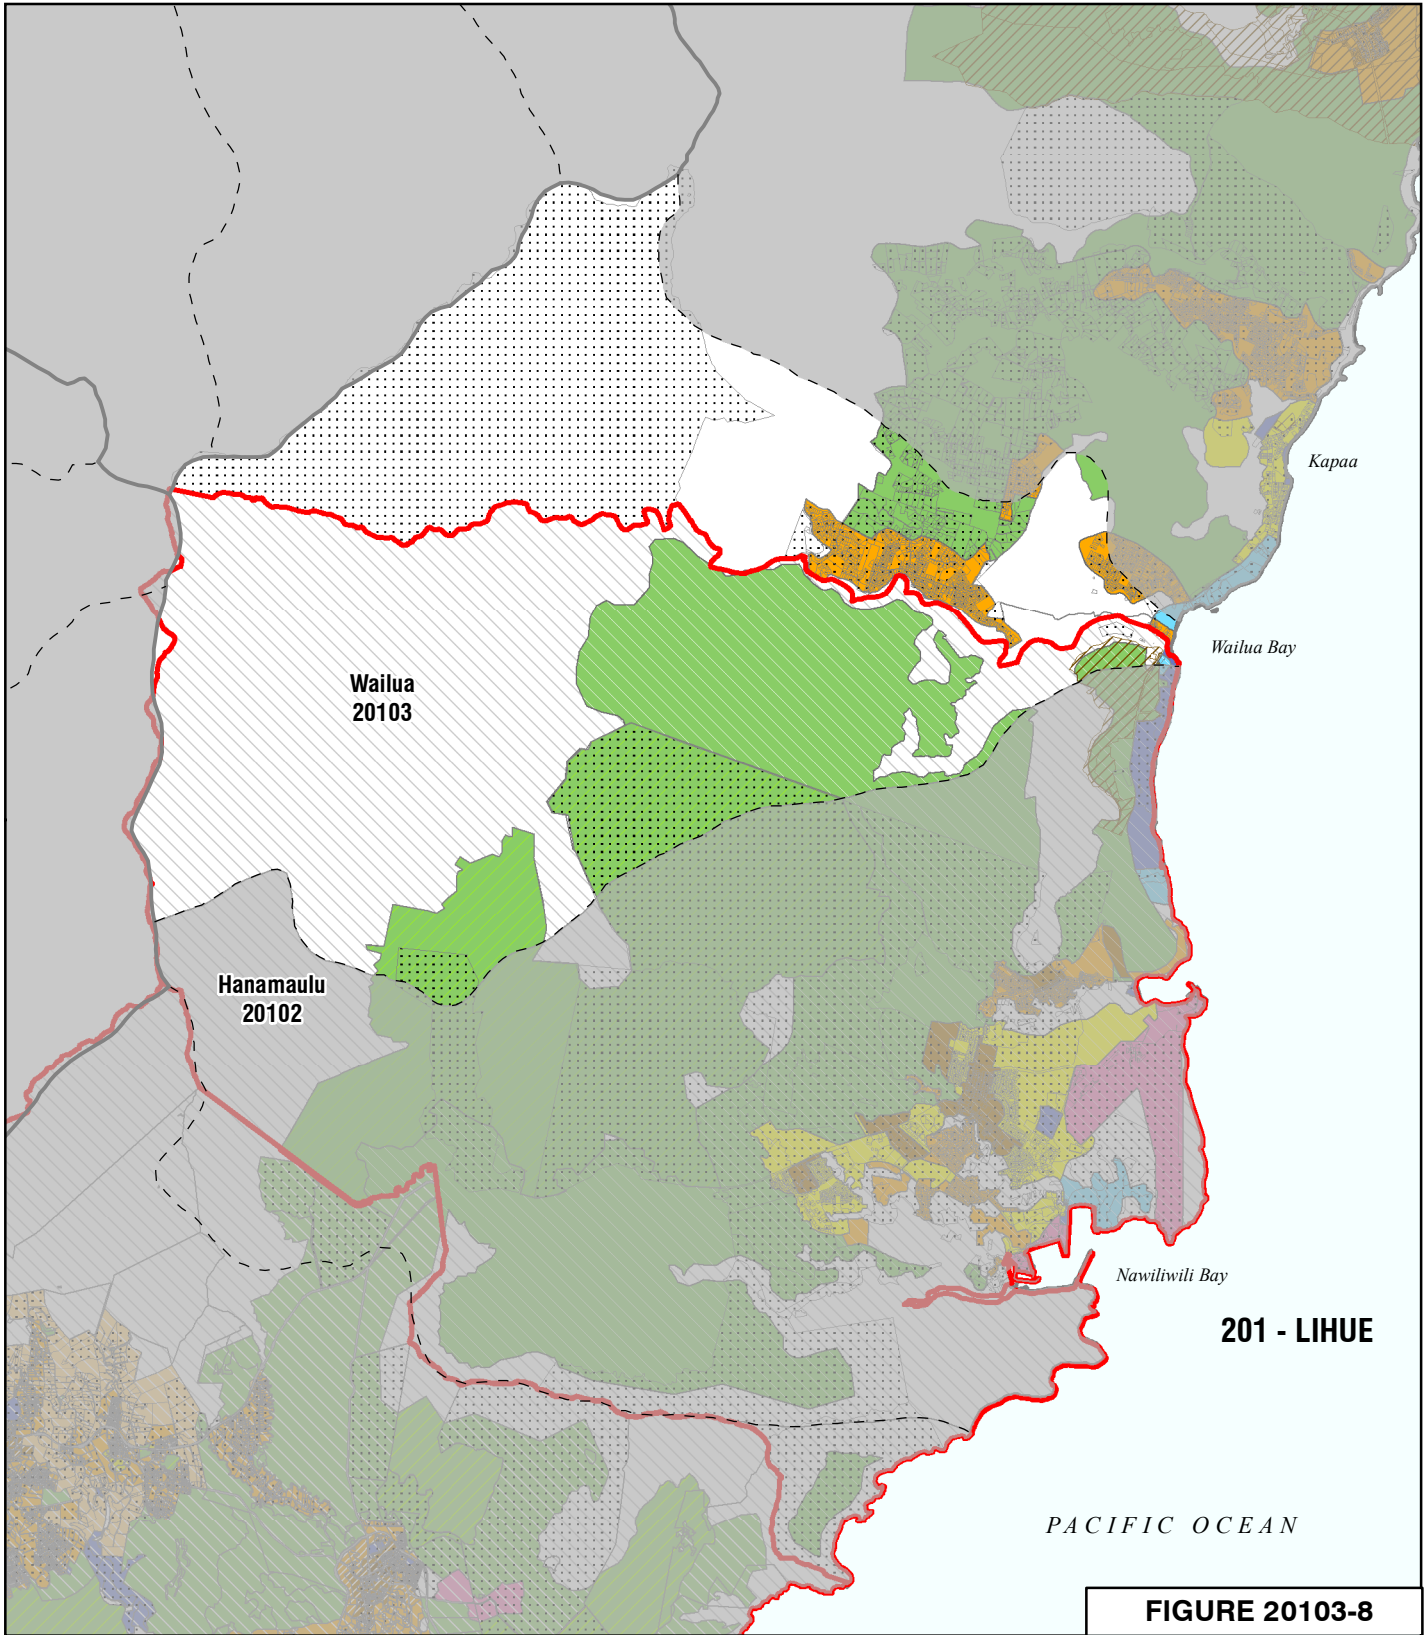 Kapaa
Wailua Bay
Wailua
20103
Hanamaulu
20102
Nawiliwili Bay
201 - LIHUE
PACIFIC OCEAN
FIGURE 20103-8